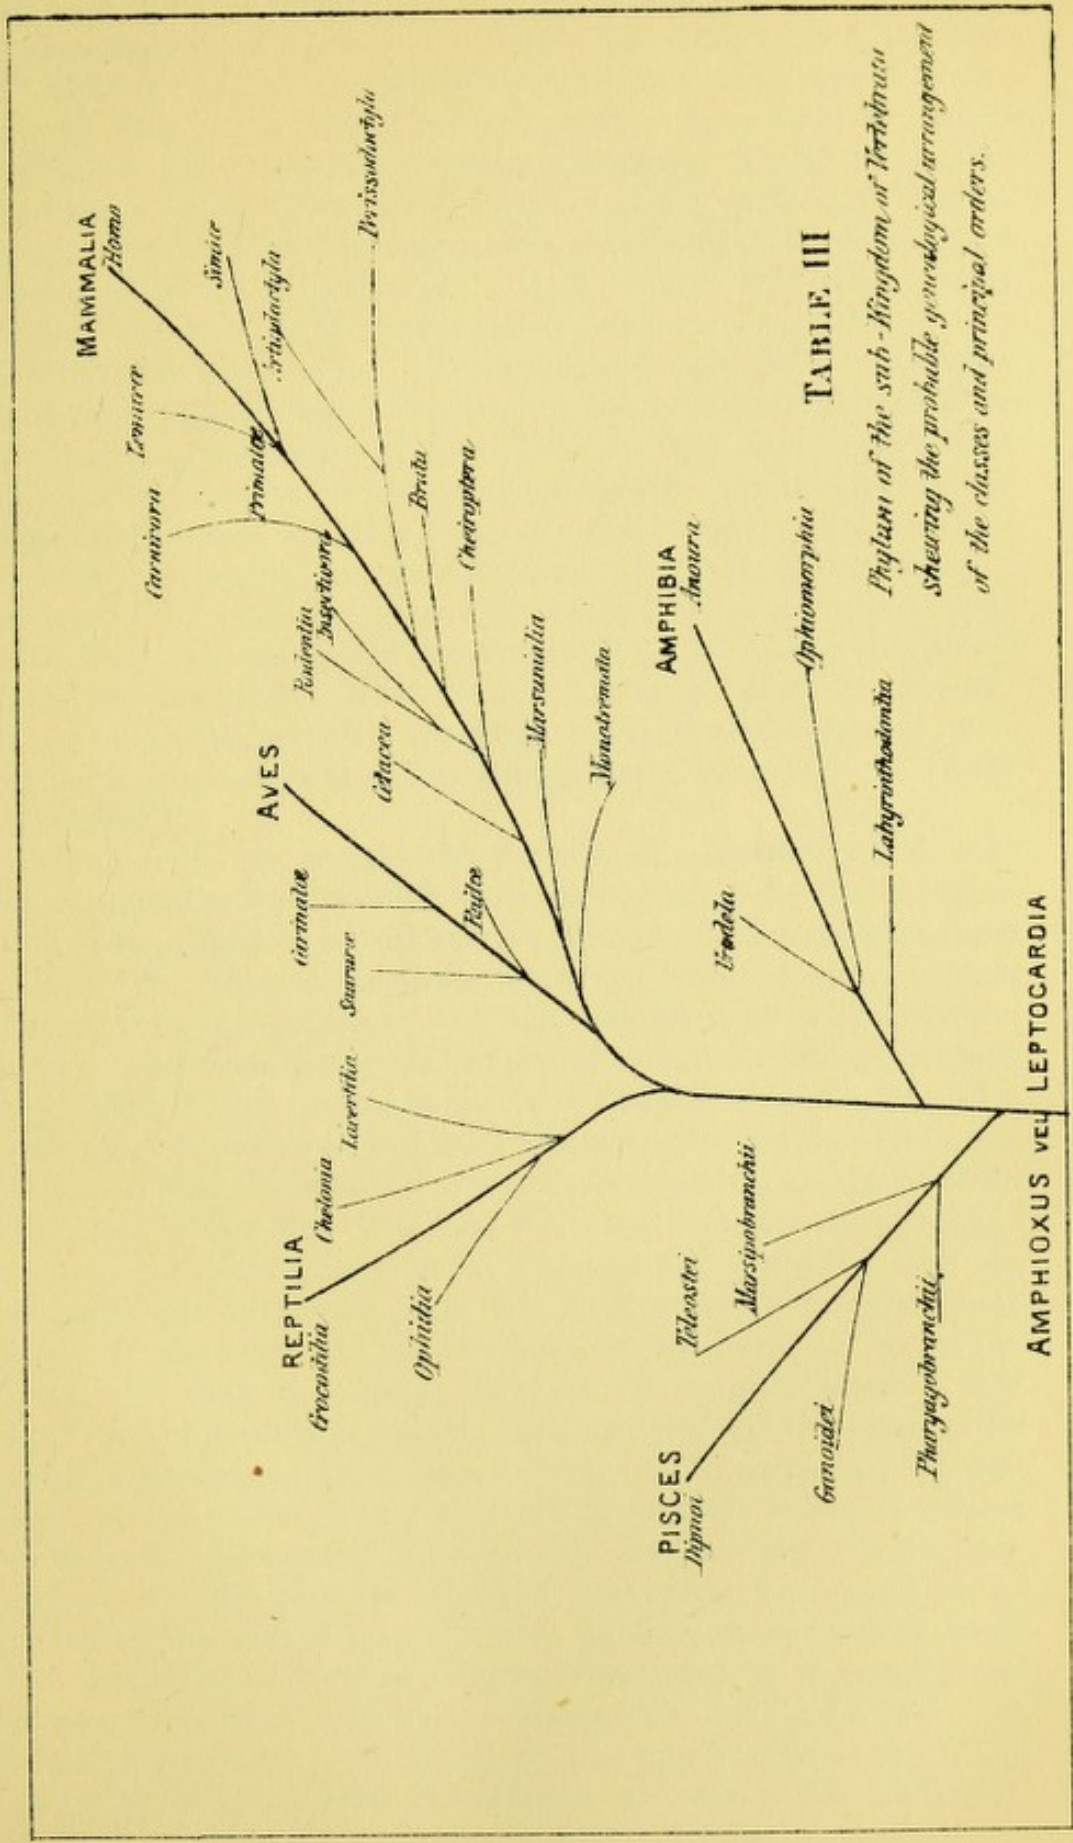 TABLE III
Phylum of the sub-Kingdom of Vertebrata
shewing the probable genealogical arrangement
of the classes and principal orders.
MAMMALIA
Homo
Lemuræ
Simiæ
Carnivora
Primatæ
Artiodactyla
Perissodactyla
Rodentia
Insectivora
Bruta
Cheiroptera
Cetacea
Marsupialia
Monotremata
AVES
Carinatæ
Saururæ
Ratitæ
REPTILIA
Crocodilia
Chelonia
Lacertilia
Ophidia
AMPHIBIA
Anoura
Ophiomorphia
Urodela
Labyrinthodontia
PISCES
Dipnoi
Teleostei
Marsipobranchii
Ganoidei
Pharyngobranchii
AMPHIOXUS VEL LEPTOCARDIA